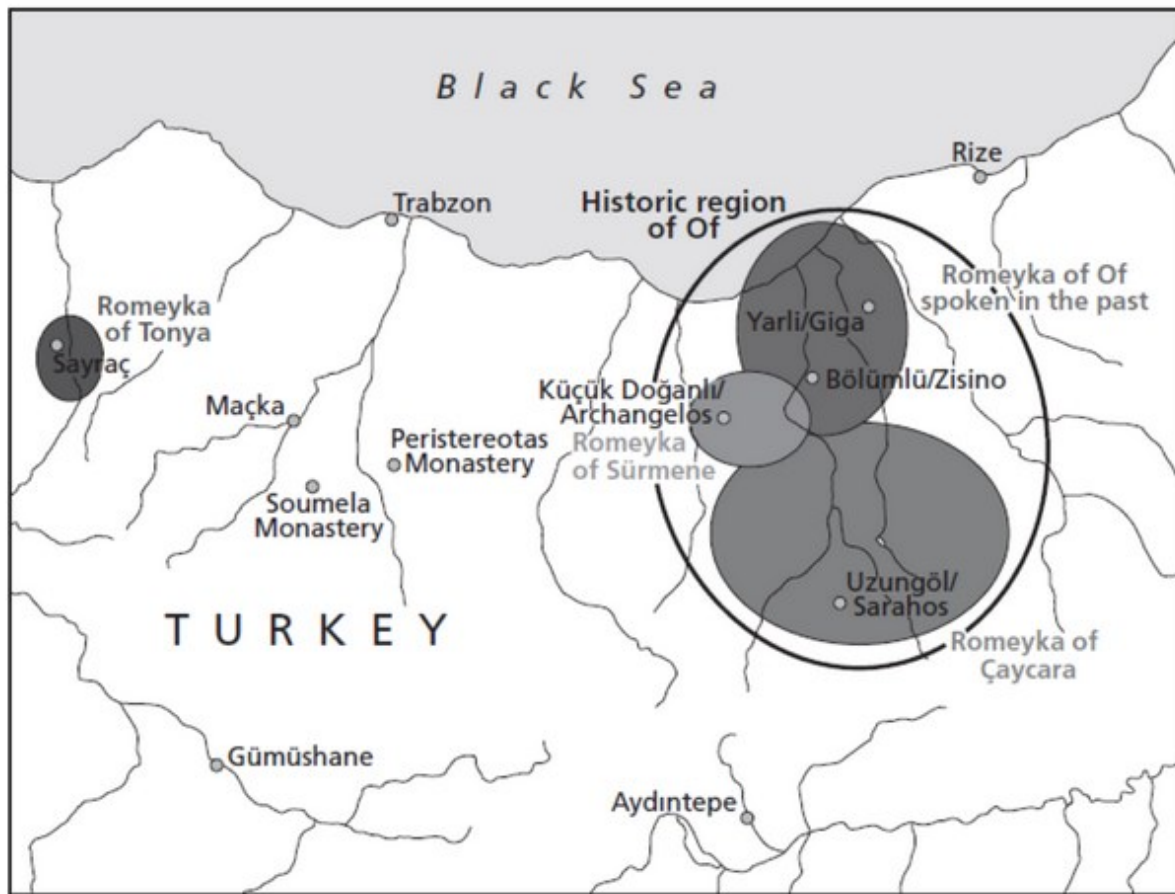 Black Sea
Rize
Trabzon
Historic region
of Of
Romeyka of Of
spoken in the past
Romeyka
of Tonya
Yarli/Giga
Sayraç
Bölümlü/Zisino
Küçük Doğanlı/
Archangelos
Maçka
Romeyka
of Sürmene
Peristereotas
Monastery
Soumela
Monastery
Uzungöl/
Sarahos
TURKEY
Romeyka of
Çaycara
Gümüshane
Aydıntepe